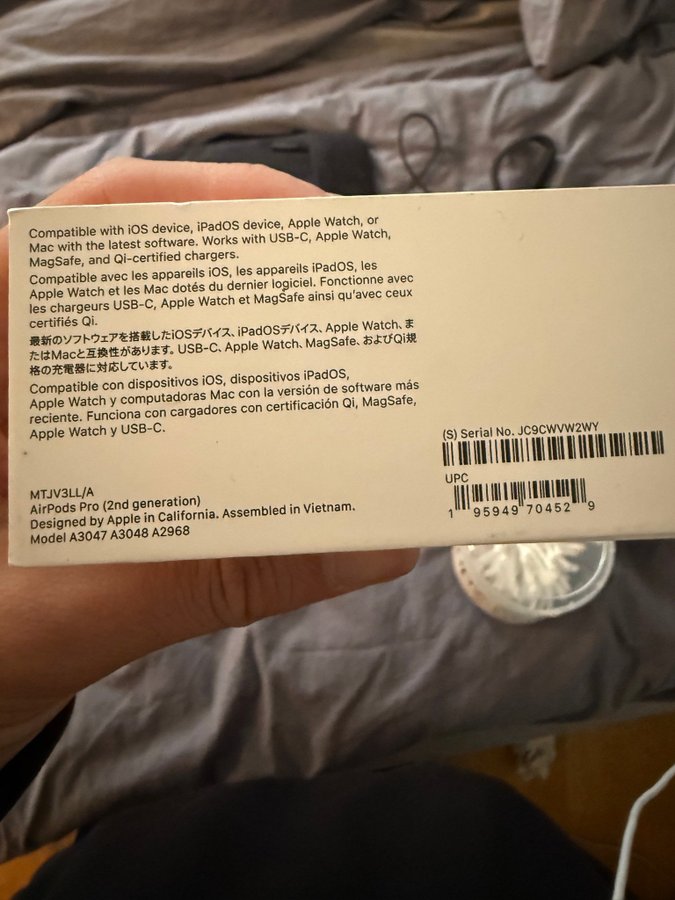 Compatible with iOS device, iPadOS device, Apple Watch, or
Mac with the latest software. Works with USB-C, Apple Watch,
MagSafe, and Qi-certified chargers.
Compatible avec les appareils iOS, les appareils iPadOS, les
Apple Watch et les Mac dotés du dernier logiciel. Fonctionne avec
les chargeurs USB-C, Apple Watch et MagSafe ainsi qu'avec ceux
certifiés Qi.
最新のソフトウェアを搭載したiOSデバイス、iPadOSデバイス、Apple Watch、ま
たはMacと互換性があります。USB-C、Apple Watch、MagSafe、およびQi規
格の充電器に対応しています。
Compatible con dispositivos iOS, dispositivos iPadOS,
Apple Watch y computadoras Mac con la versión de software más
reciente. Funciona con cargadores con certificación Qi, MagSafe,
Apple Watch y USB-C.
MTJV3LL/A
AirPods Pro (2nd generation)
Designed by Apple in California. Assembled in Vietnam.
Model A3047 A3048 A2968
(S) Serial No. JC9CWVW2WY
UPC
1 95949 70452 9